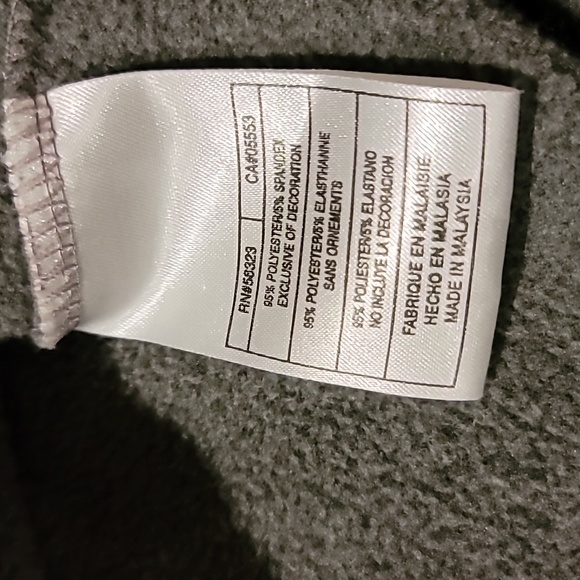 RN#56323 CA#05553
95% POLYESTER/5% SPANDEX
EXCLUSIVE OF DECORATION
95% POLYESTER/5% ELASTHANNE
SANS ORNEMENTS
95% POLIESTER/5% ELASTANO
NO INCLUYE LA DECORACION
FABRIQUE EN MALAISIE
HECHO EN MALASIA
MADE IN MALAYSIA